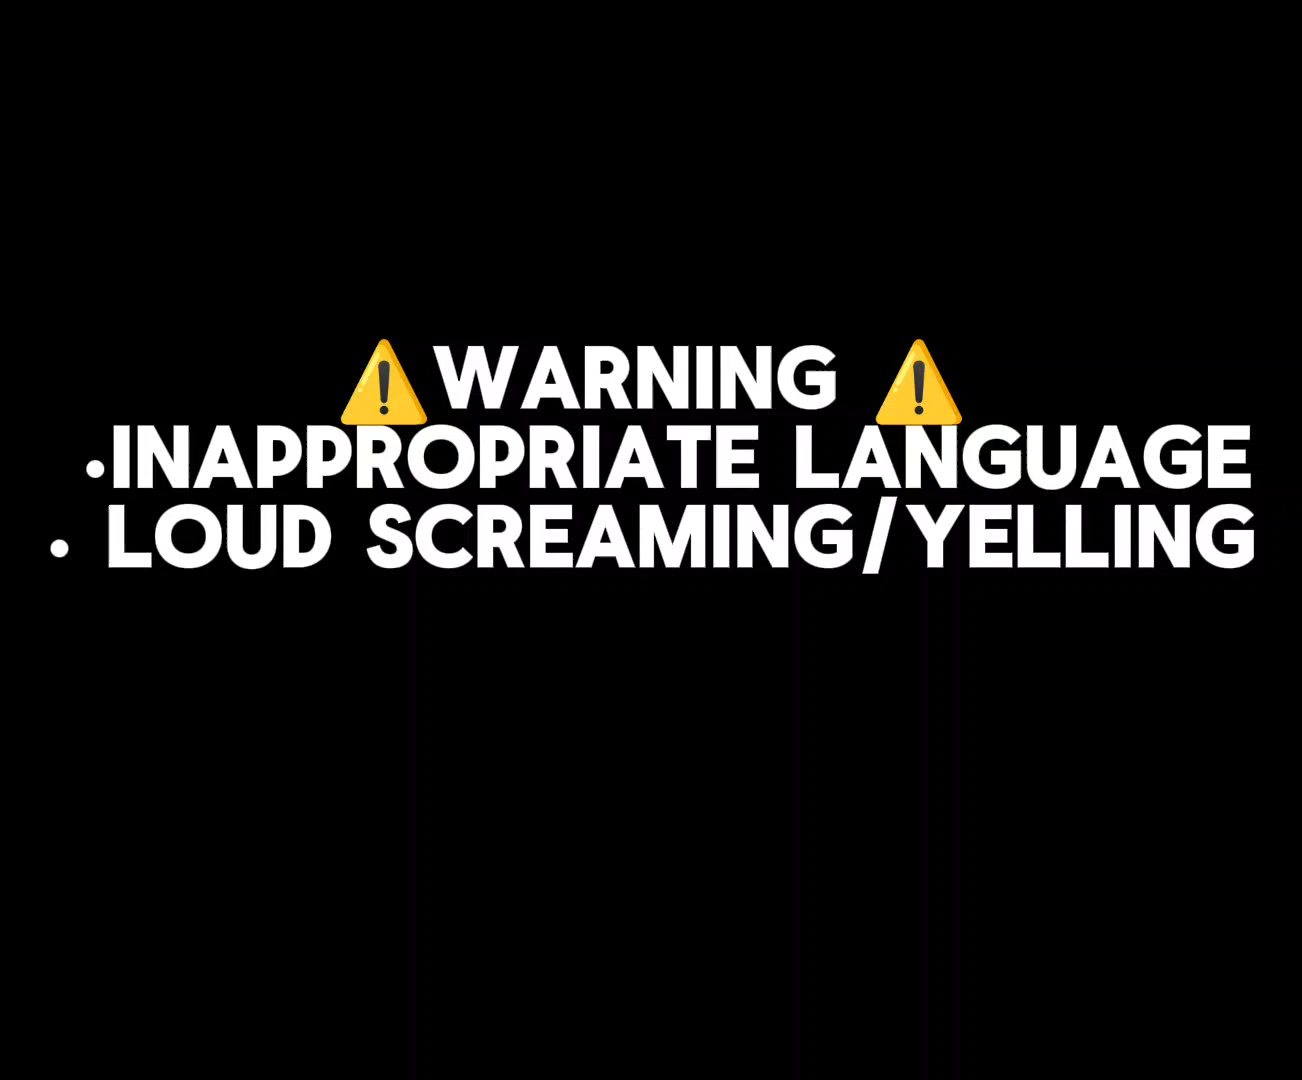 ⚠️WARNING ⚠️
•INAPPROPRIATE LANGUAGE
• LOUD SCREAMING/YELLING